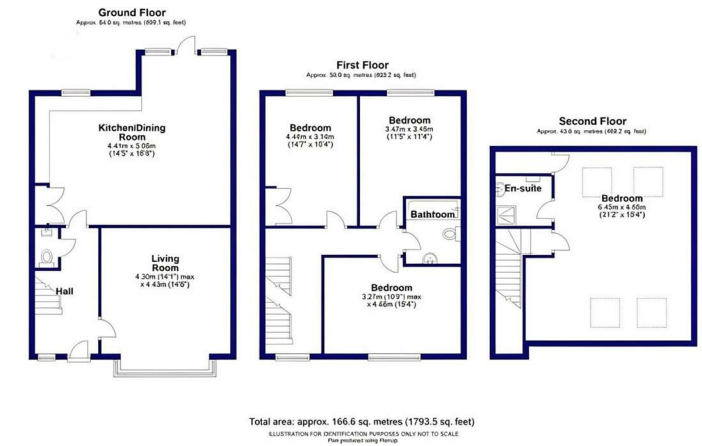 Ground Floor
Approx. 64.0 sq. metres (689.1 sq. feet)
First Floor
Approx. 59.0 sq. metres (635.2 sq. feet)
Second Floor
Approx. 43.6 sq. metres (469.2 sq. feet)
Kitchen/Dining
Room
4.41m x 5.08m
(14'5" x 16'8")
Bedroom
4.44m x 3.16m
(14'7" x 10'4")
Bedroom
3.47m x 3.45m
(11'5" x 11'4")
En-suite
Bedroom
6.45m x 4.66m
(21'2" x 15'4")
Bathroom
Living
Room
4.30m (14'1") max
x 4.43m (14'6")
Hall
Bedroom
3.27m (10'9") max
x 4.66m (15'4")
Total area: approx. 166.6 sq. metres (1793.5 sq. feet)
ILLUSTRATION FOR IDENTIFICATION PURPOSES ONLY NOT TO SCALE
Plan produced using PlanUp.